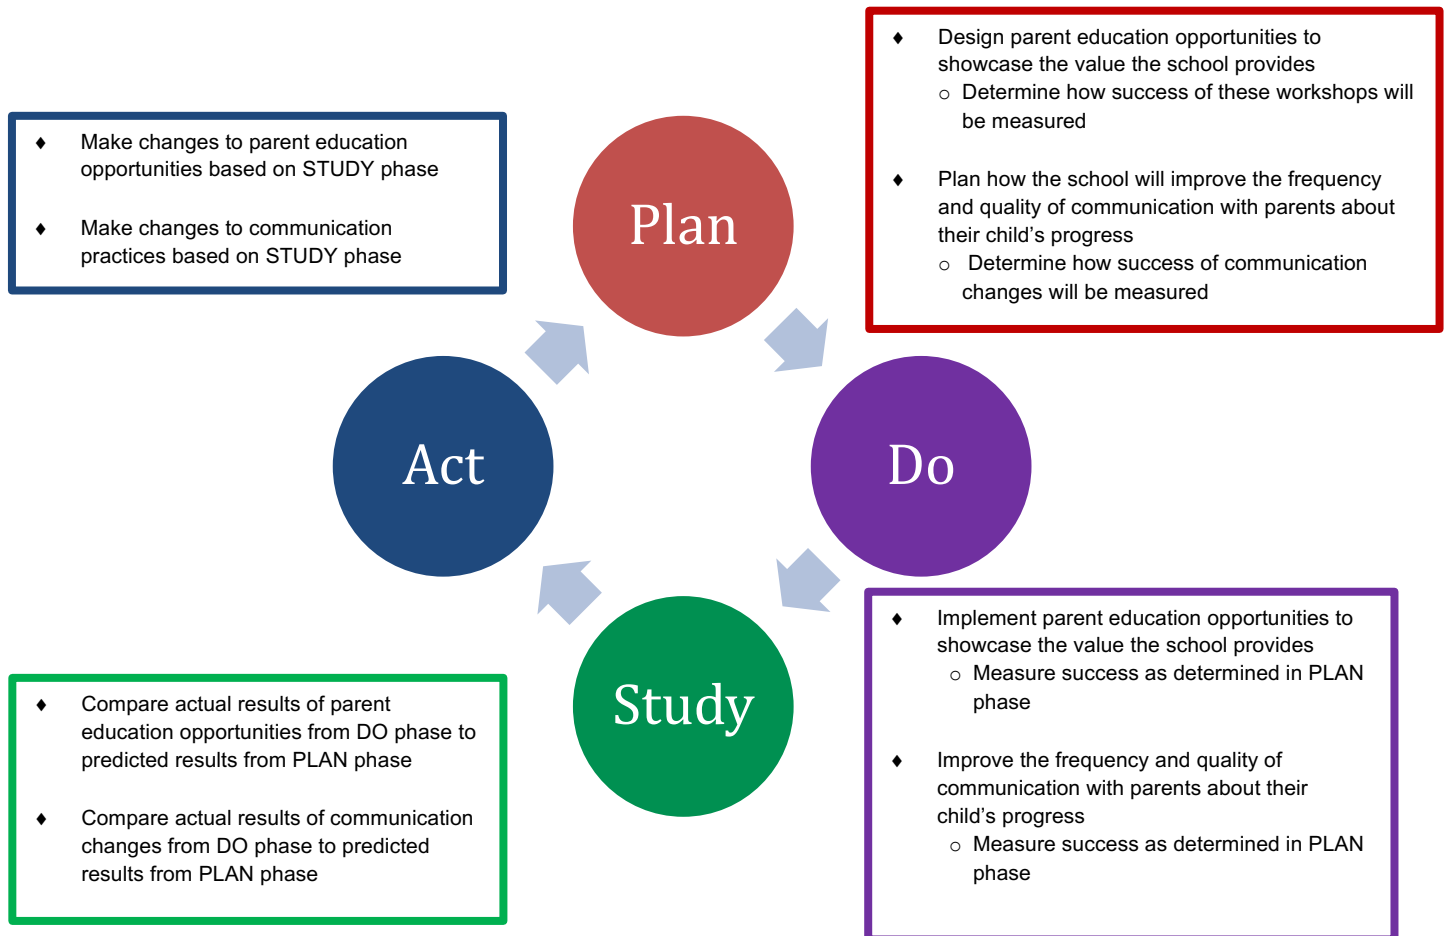 Plan
♦ Design parent education opportunities to
showcase the value the school provides
o Determine how success of these workshops will
be measured
♦ Plan how the school will improve the frequency
and quality of communication with parents about
their child’s progress
o Determine how success of communication
changes will be measured
Do
♦ Implement parent education opportunities to
showcase the value the school provides
o Measure success as determined in PLAN
phase
♦ Improve the frequency and quality of
communication with parents about their
child’s progress
o Measure success as determined in PLAN
phase
Study
♦ Compare actual results of parent
education opportunities from DO phase to
predicted results from PLAN phase
♦ Compare actual results of communication
changes from DO phase to predicted
results from PLAN phase
Act
♦ Make changes to parent education
opportunities based on STUDY phase
♦ Make changes to communication
practices based on STUDY phase